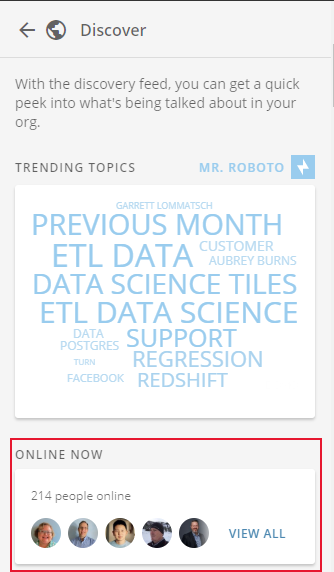 Discover
With the discovery feed, you can get a quick
peek into what's being talked about in your
org.
TRENDING TOPICS MR. ROBOTO
GARRETT LOMMATSCH
PREVIOUS MONTH
ETL DATA CUSTOMER
AUBREY BURNS
DATA SCIENCE TILES
ETL DATA SCIENCE
DATA SUPPORT
POSTGRES
TURN REGRESSION
FACEBOOK REDSHIFT
ONLINE NOW
214 people online
VIEW ALL